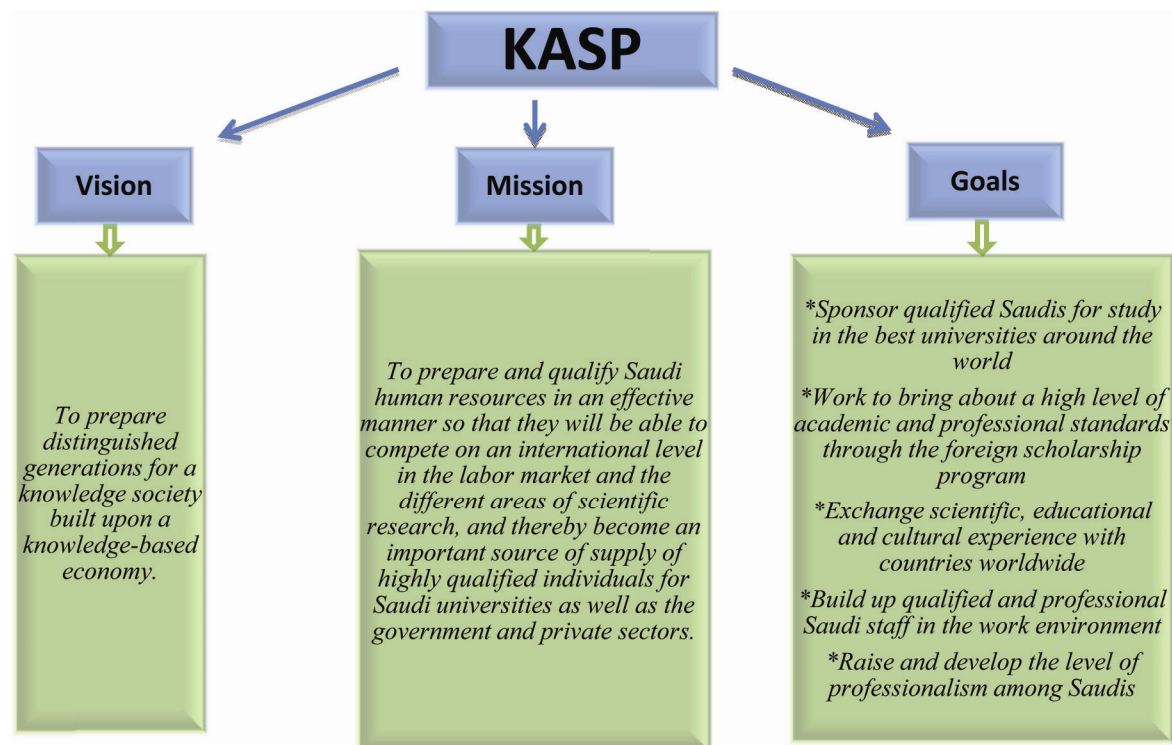 KASP
Vision
Mission
Goals
To prepare
distinguished
generations for a
knowledge society
built upon a
knowledge-based
economy.
To prepare and qualify Saudi
human resources in an effective
manner so that they will be able to
compete on an international level
in the labor market and the
different areas of scientific
research, and thereby become an
important source of supply of
highly qualified individuals for
Saudi universities as well as the
government and private sectors.
*Sponsor qualified Saudis for study
in the best universities around the
world
*Work to bring about a high level of
academic and professional standards
through the foreign scholarship
program
*Exchange scientific, educational
and cultural experience with
countries worldwide
*Build up qualified and professional
Saudi staff in the work environment
*Raise and develop the level of
professionalism among Saudis